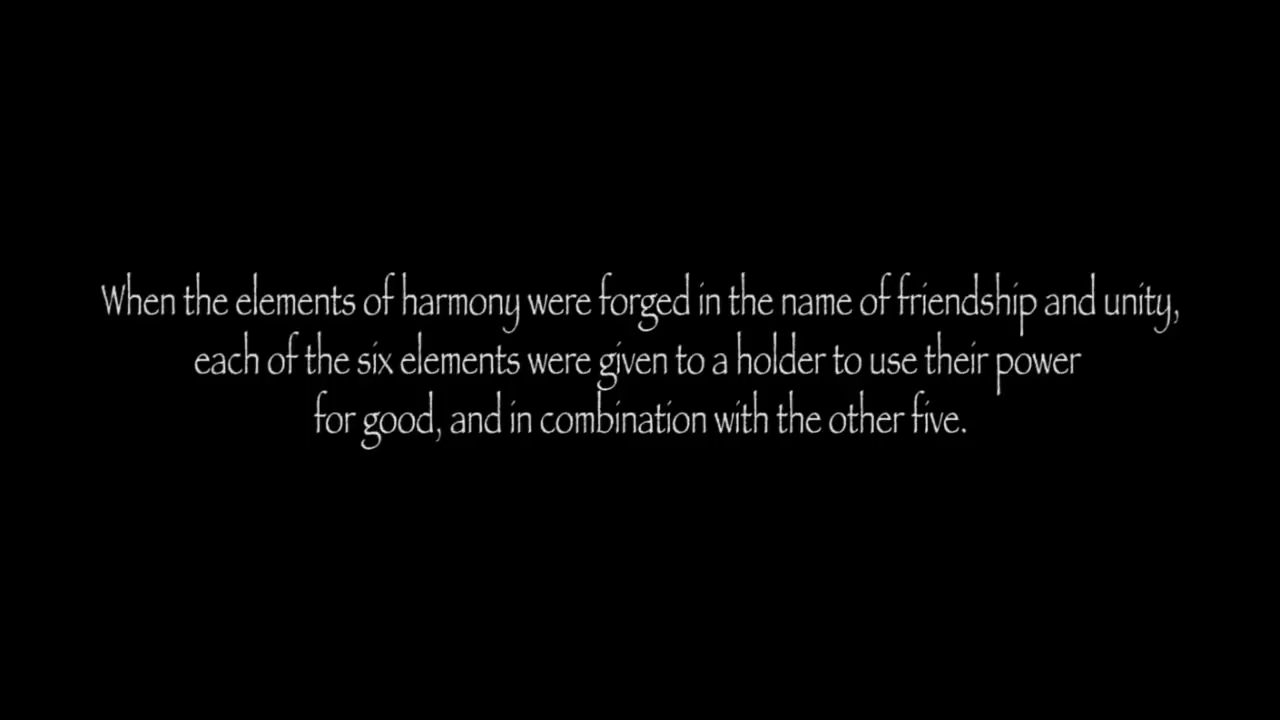 When the elements of harmony were forged in the name of friendship and unity,
each of the six elements were given to a holder to use their power
for good, and in combination with the other five.